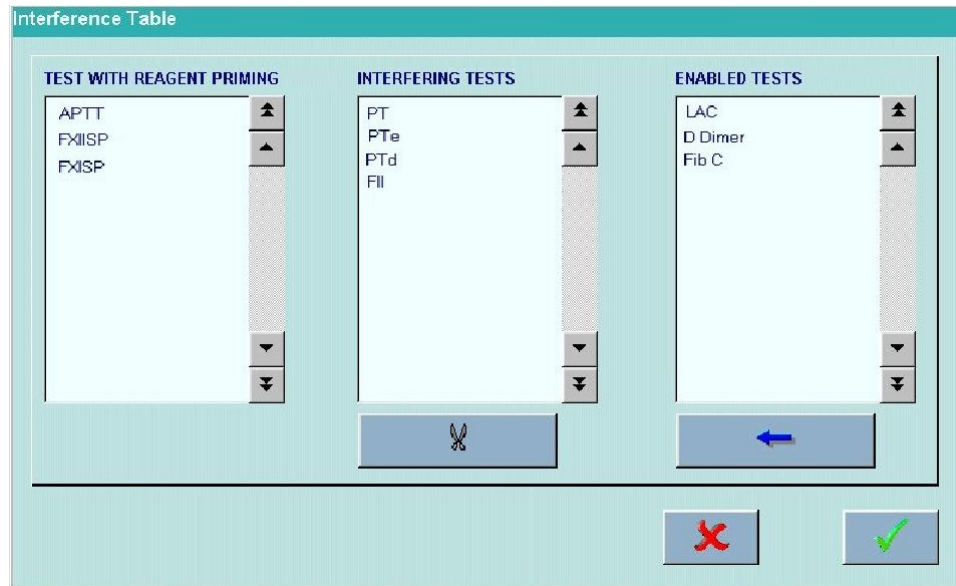 Interference Table
TEST WITH REAGENT PRIMING
APTT
FXIISP
FXISP
INTERFERING TESTS
PT
PTe
PTd
FII
ENABLED TESTS
LAC
D Dimer
Fib C